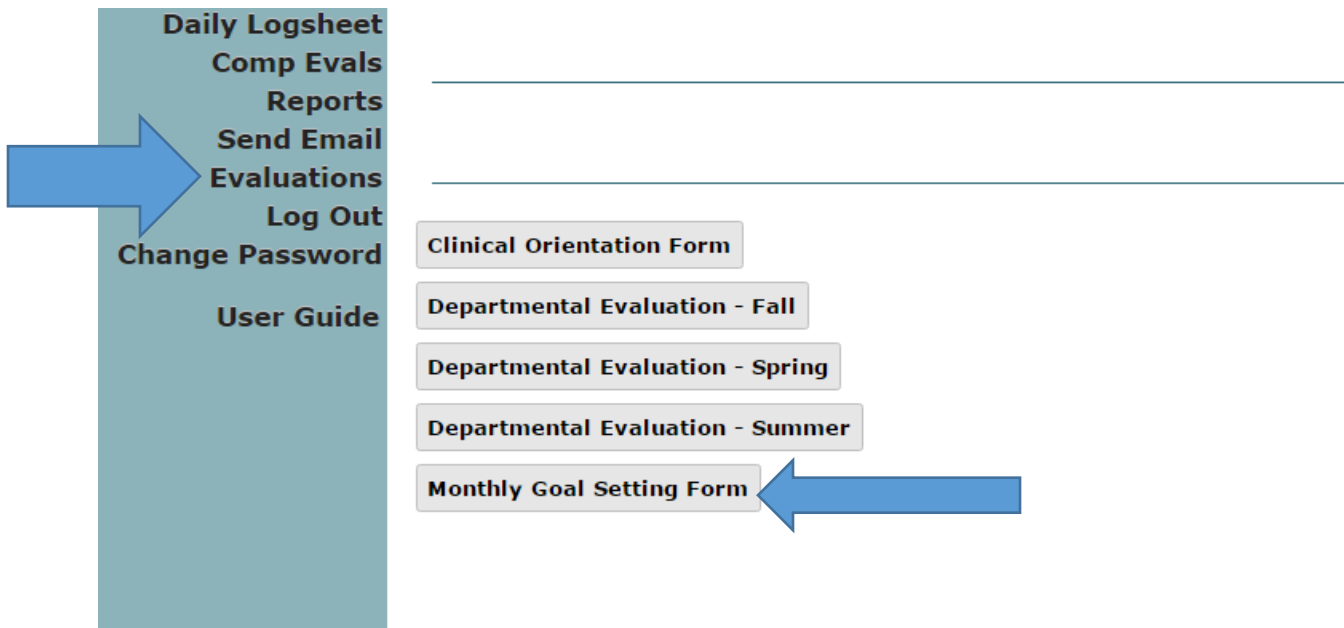 Daily Logsheet
Comp Evals
Reports
Send Email
Evaluations
Log Out
Change Password
User Guide
Clinical Orientation Form
Departmental Evaluation - Fall
Departmental Evaluation - Spring
Departmental Evaluation - Summer
Monthly Goal Setting Form